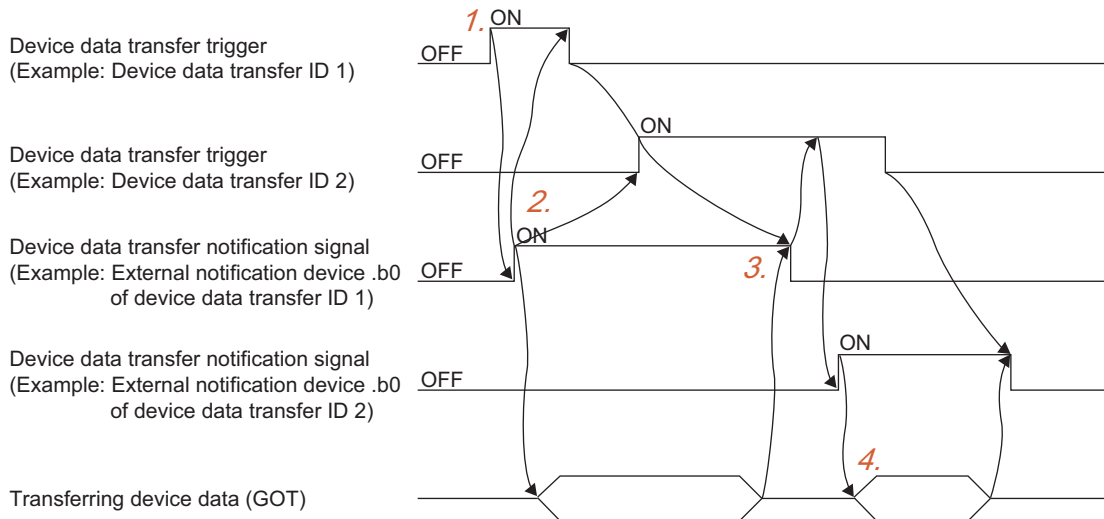 1. ON
Device data transfer trigger
(Example: Device data transfer ID 1)
OFF
ON
Device data transfer trigger
(Example: Device data transfer ID 2)
OFF
2.
ON
Device data transfer notification signal
(Example: External notification device .b0
of device data transfer ID 1)
OFF
3.
ON
Device data transfer notification signal
(Example: External notification device .b0
of device data transfer ID 2)
OFF
4.
Transferring device data (GOT)